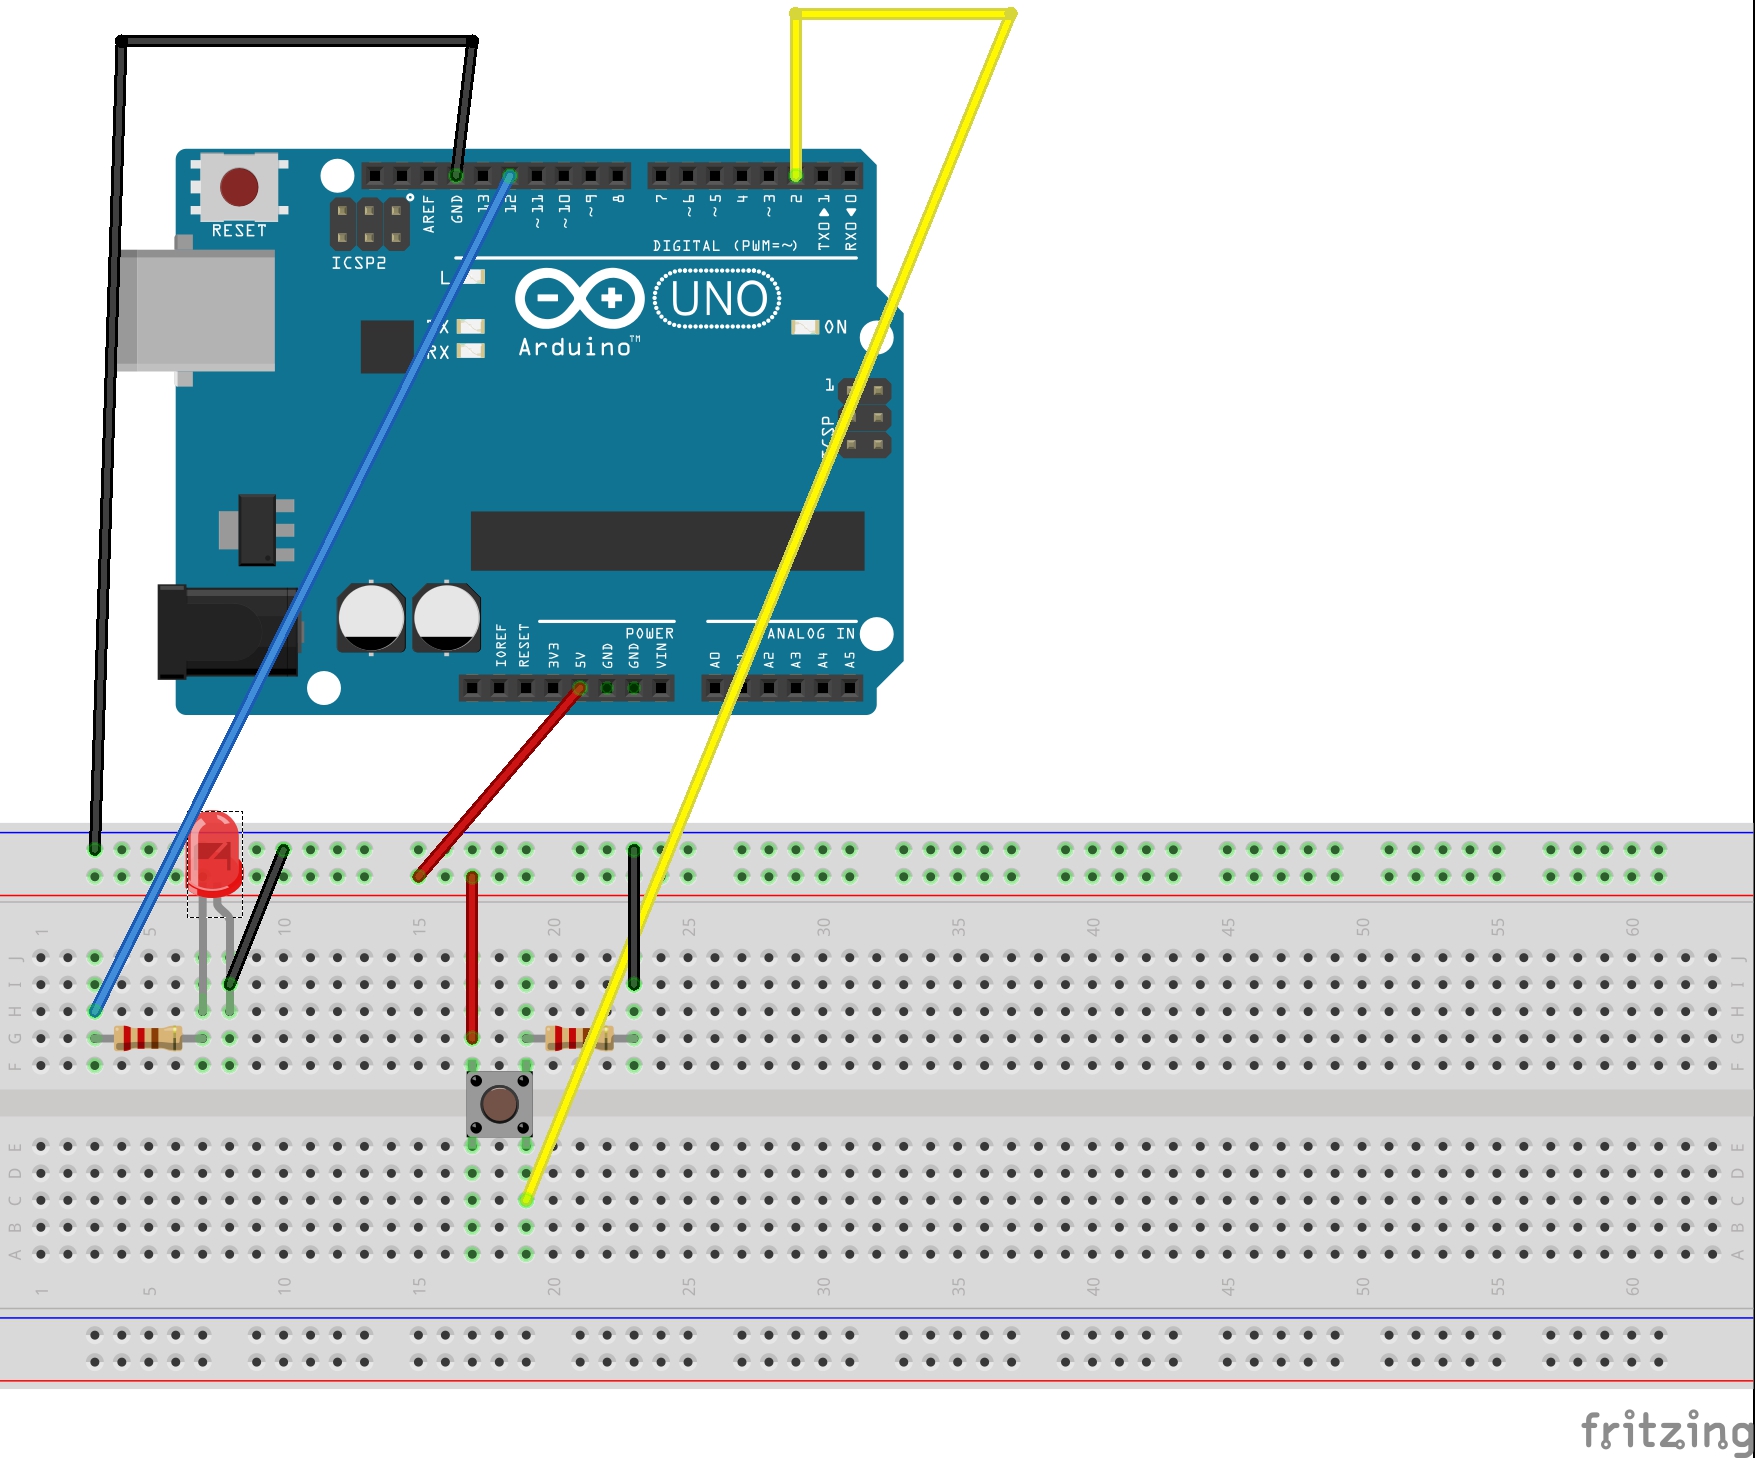 RESET
ICSP2
AREF
GND
13
12
~11
~10
~9
8
7
~6
~5
4
~3
2
TX0▶1
RX0◀0
DIGITAL (PWM=~)
L
TX
RX
Arduino™
UNO
ON
1
ICSP
IOREF
RESET
3V3
5V
GND
GND
VIN
POWER
A0
A1
A2
A3
A4
A5
ANALOG IN
1 5 10 15 20 25 30 35 40 45 50 55 60
J J
I I
H H
G G
F F
E E
D D
C C
B B
A A
1 5 10 15 20 25 30 35 40 45 50 55 60
fritzing